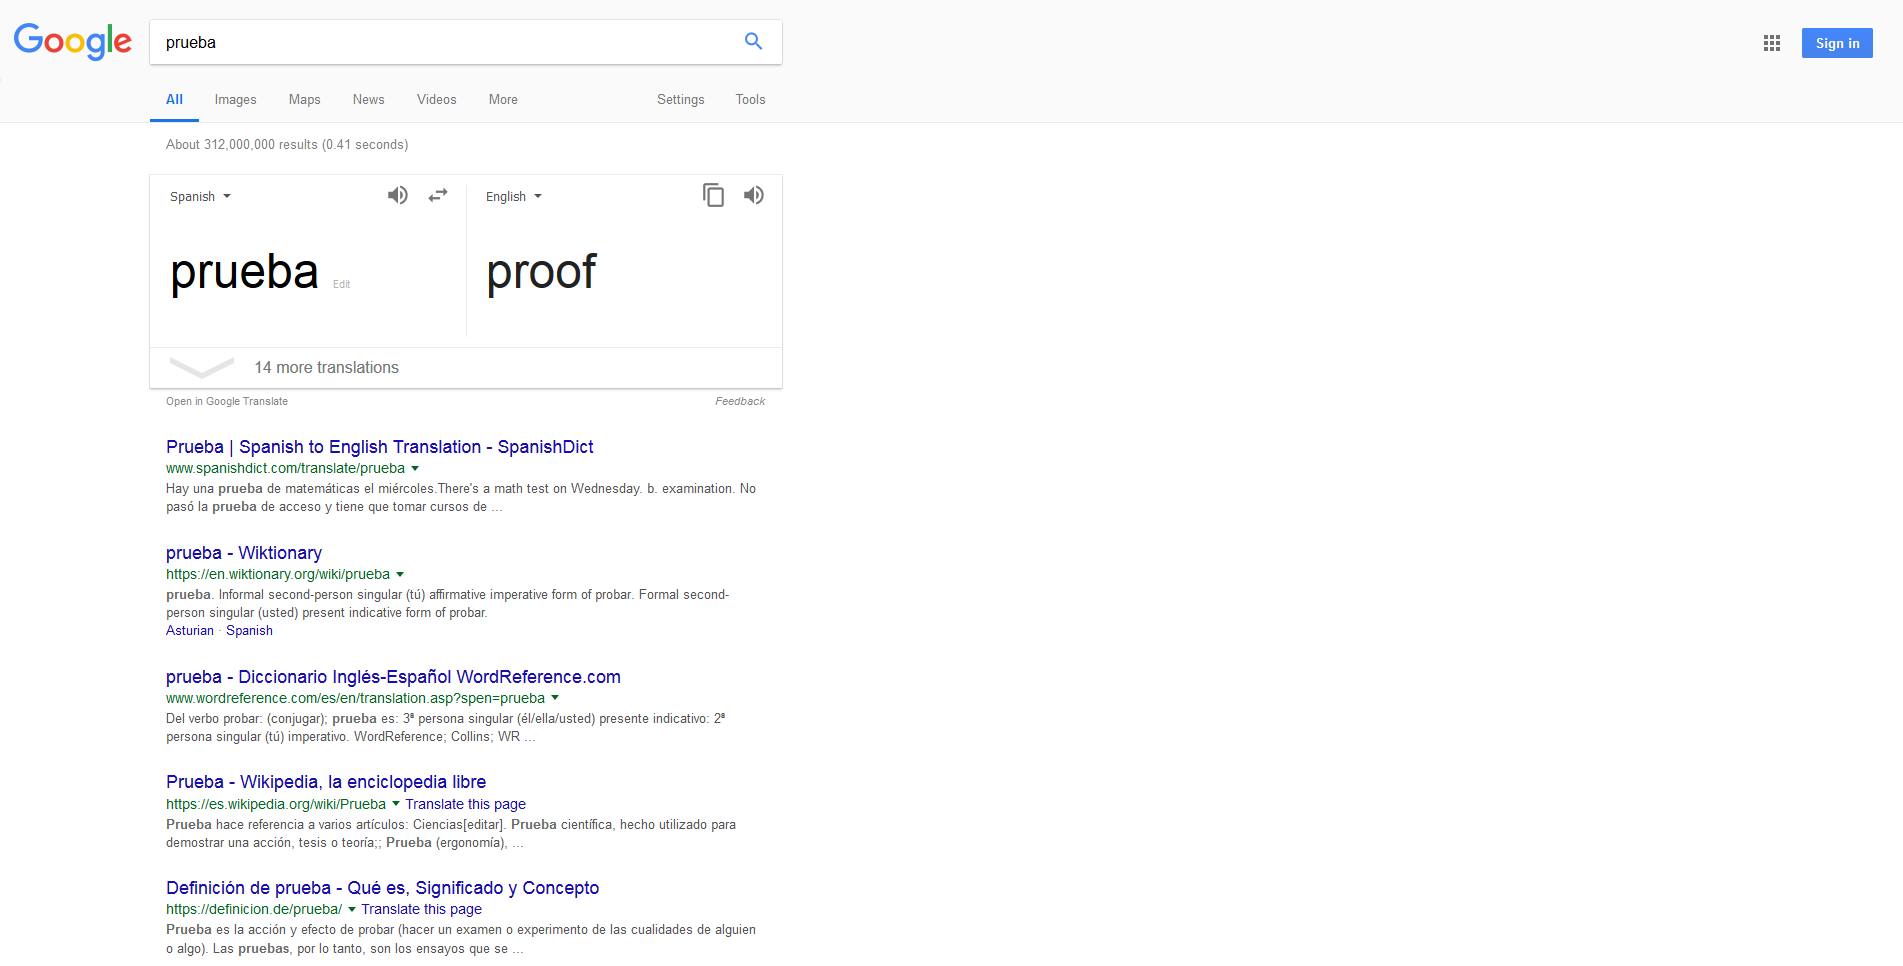 Google
prueba
Sign in
All Images Maps News Videos More Settings Tools
About 312,000,000 results (0.41 seconds)
Spanish English
prueba Edit proof
14 more translations
Open in Google Translate Feedback
Prueba | Spanish to English Translation - SpanishDict
www.spanishdict.com/translate/prueba
Hay una prueba de matemáticas el miércoles.There's a math test on Wednesday. b. examination. No
pasó la prueba de acceso y tiene que tomar cursos de ...
prueba - Wiktionary
https://en.wiktionary.org/wiki/prueba
prueba. Informal second-person singular (tú) affirmative imperative form of probar. Formal second-
person singular (usted) present indicative form of probar.
Asturian · Spanish
prueba - Diccionario Inglés-Español WordReference.com
www.wordreference.com/es/en/translation.asp?spen=prueba
Del verbo probar: (conjugar); prueba es: 3ª persona singular (él/ella/usted) presente indicativo: 2ª
persona singular (tú) imperativo. WordReference; Collins; WR ...
Prueba - Wikipedia, la enciclopedia libre
https://es.wikipedia.org/wiki/Prueba Translate this page
Prueba hace referencia a varios artículos: Ciencias[editar]. Prueba científica, hecho utilizado para
demostrar una acción, tesis o teoría;; Prueba (ergonomía), ...
Definición de prueba - Qué es, Significado y Concepto
https://definicion.de/prueba/ Translate this page
Prueba es la acción y efecto de probar (hacer un examen o experimento de las cualidades de alguien
o algo). Las pruebas, por lo tanto, son los ensayos que se ...